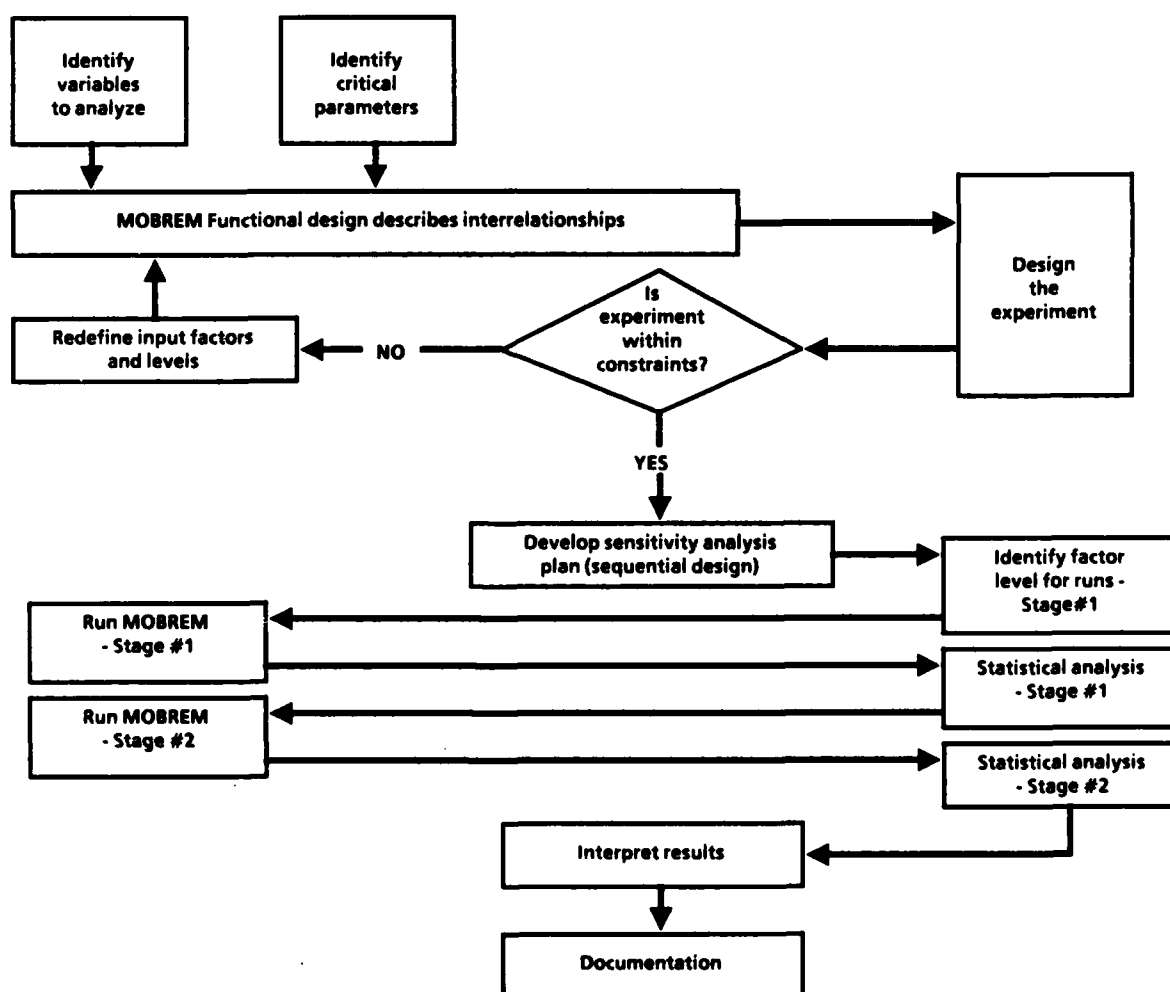 Identify
variables
to analyze
Identify
critical
parameters
MOBREM Functional design describes interrelationships
Design
the
experiment
Is
experiment
within
constraints?
NO
Redefine input factors
and levels
YES
Develop sensitivity analysis
plan (sequential design)
Identify factor
level for runs -
Stage#1
Run MOBREM
- Stage #1
Statistical analysis
- Stage #1
Run MOBREM
- Stage #2
Statistical analysis
- Stage #2
Interpret results
Documentation